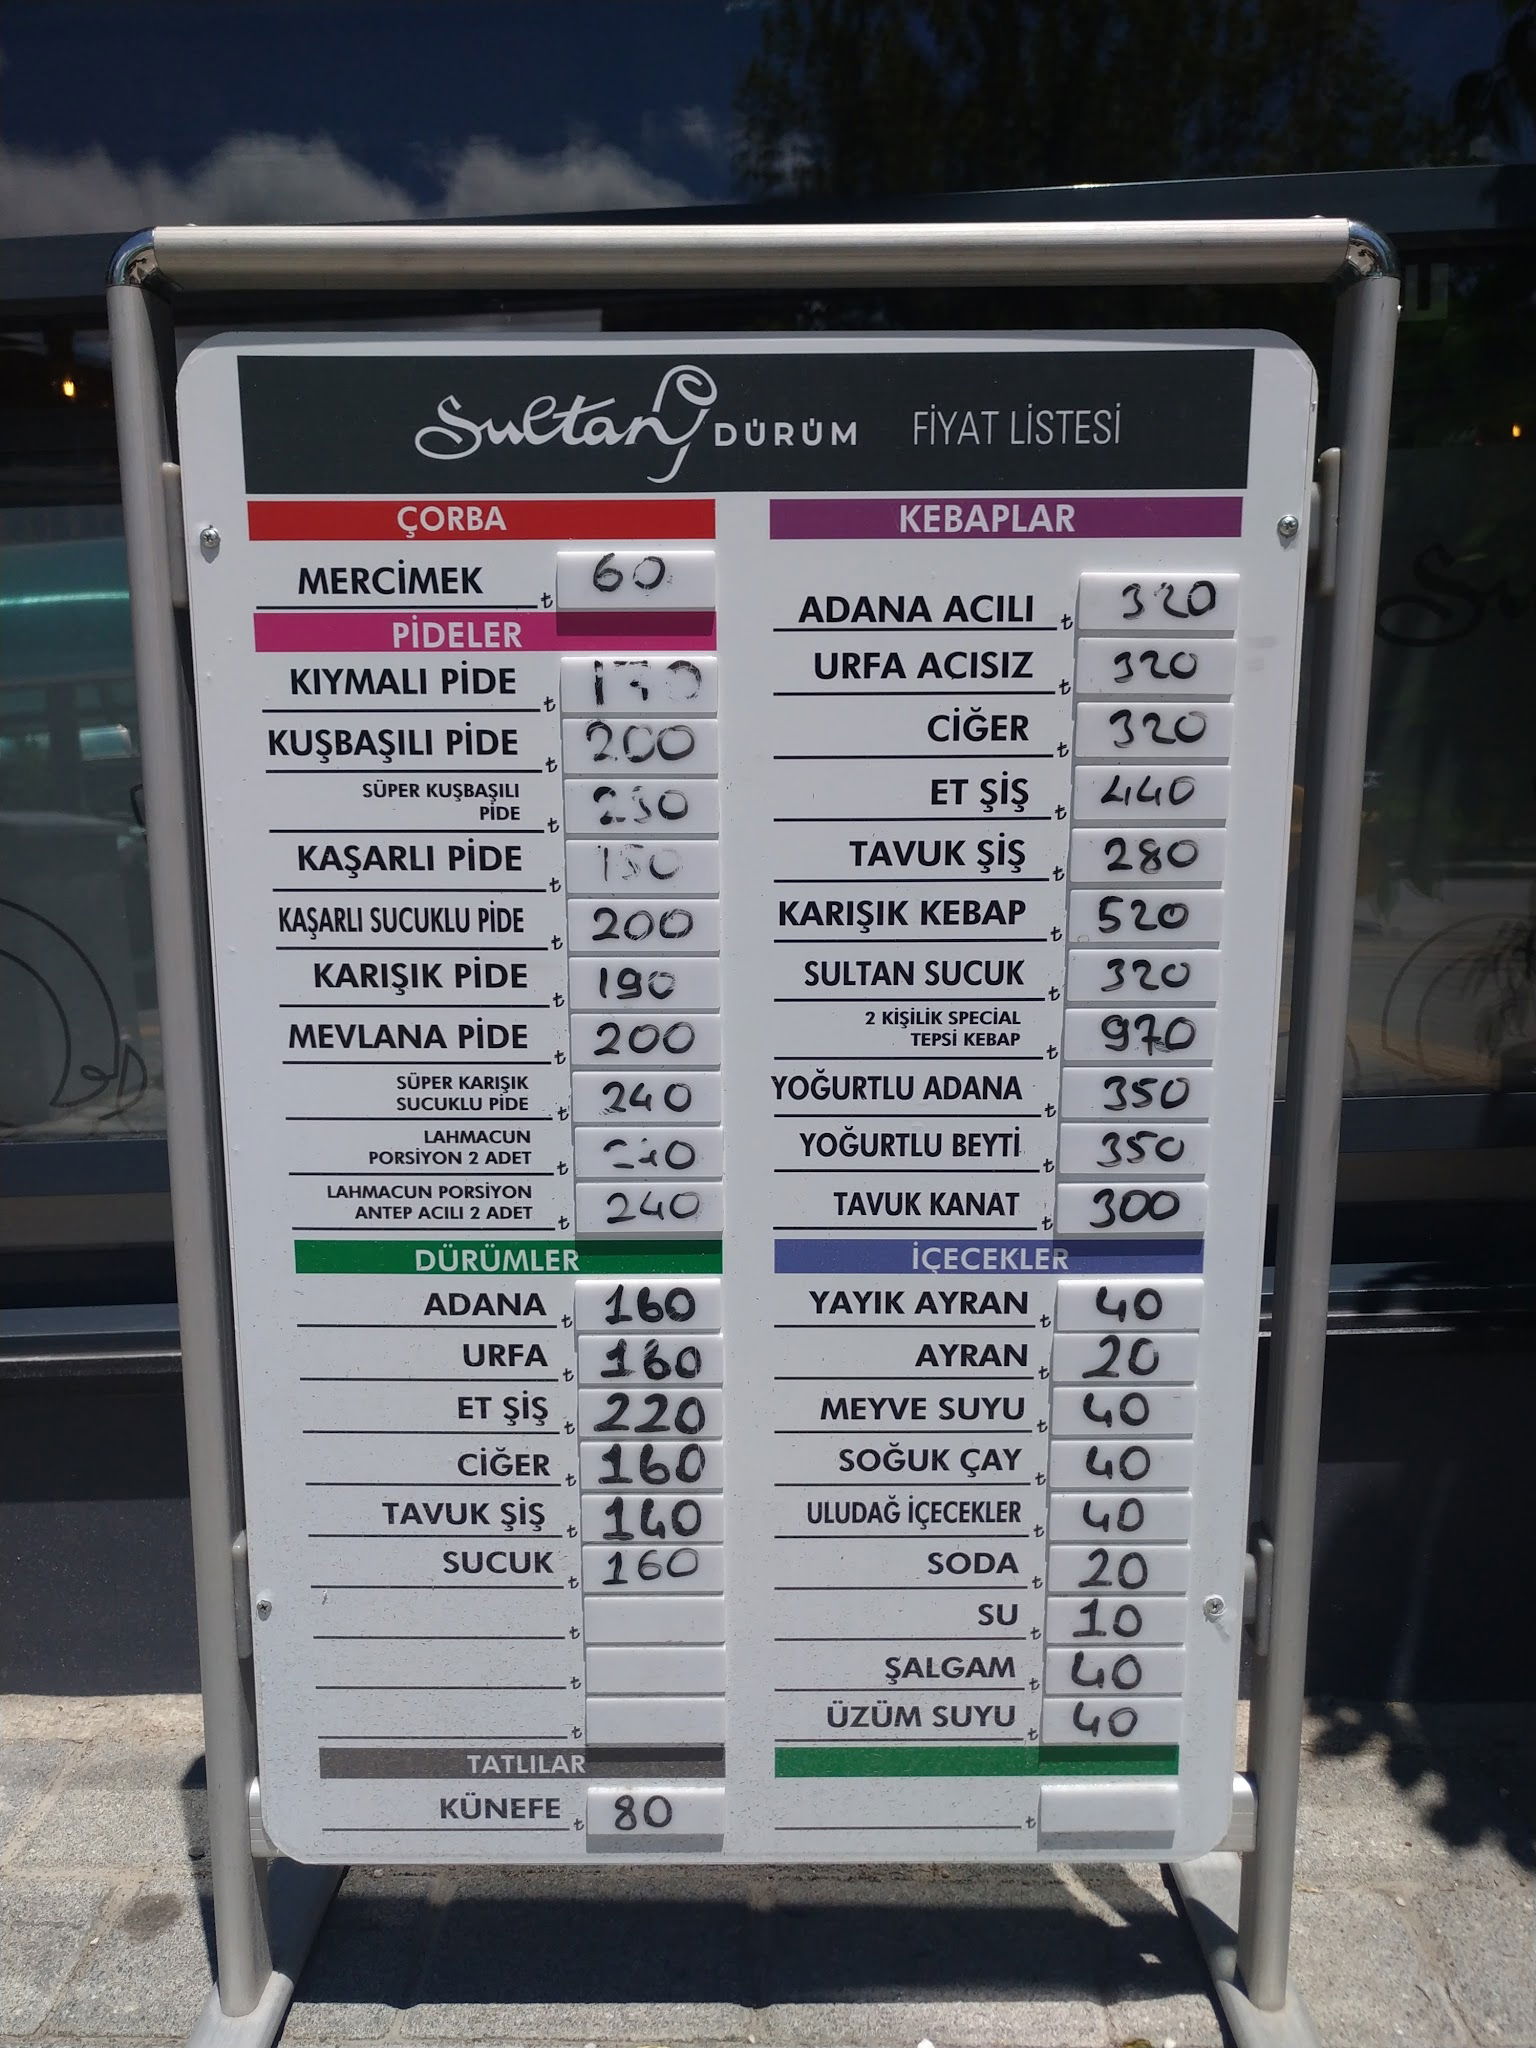 Sultan DÜRÜM FİYAT LİSTESİ
ÇORBA
MERCİMEK ₺ 60
PİDELER
KIYMALI PİDE ₺ 170
KUŞBAŞILI PİDE ₺ 200
SÜPER KUŞBAŞILI
PİDE ₺
KAŞARLI PİDE ₺ 150
KAŞARLI SUCUKLU PİDE ₺ 200
KARIŞIK PİDE ₺ 190
MEVLANA PİDE ₺ 200
SÜPER KARIŞIK
SUCUKLU PİDE ₺ 240
LAHMACUN
PORSİYON 2 ADET ₺
LAHMACUN PORSİYON
ANTEP ACILI 2 ADET ₺ 240
DÜRÜMLER
ADANA ₺ 160
URFA ₺ 160
ET ŞİŞ ₺ 220
CİĞER ₺ 160
TAVUK ŞİŞ ₺ 140
SUCUK ₺ 160
₺
₺
₺
TATLILAR
KÜNEFE ₺ 80
KEBAPLAR
ADANA ACILI ₺ 320
URFA ACISIZ ₺ 320
CİĞER ₺ 320
ET ŞİŞ ₺ 440
TAVUK ŞİŞ ₺ 280
KARIŞIK KEBAP ₺ 520
SULTAN SUCUK ₺ 320
2 KİŞİLİK SPECIAL
TEPSİ KEBAP ₺ 970
YOĞURTLU ADANA ₺ 350
YOĞURTLU BEYTİ ₺ 350
TAVUK KANAT ₺ 300
İÇECEKLER
YAYIK AYRAN ₺ 40
AYRAN ₺ 20
MEYVE SUYU ₺ 40
SOĞUK ÇAY ₺ 40
ULUDAĞ İÇECEKLER ₺ 40
SODA ₺ 20
SU ₺ 10
ŞALGAM ₺ 40
ÜZÜM SUYU ₺ 40
₺